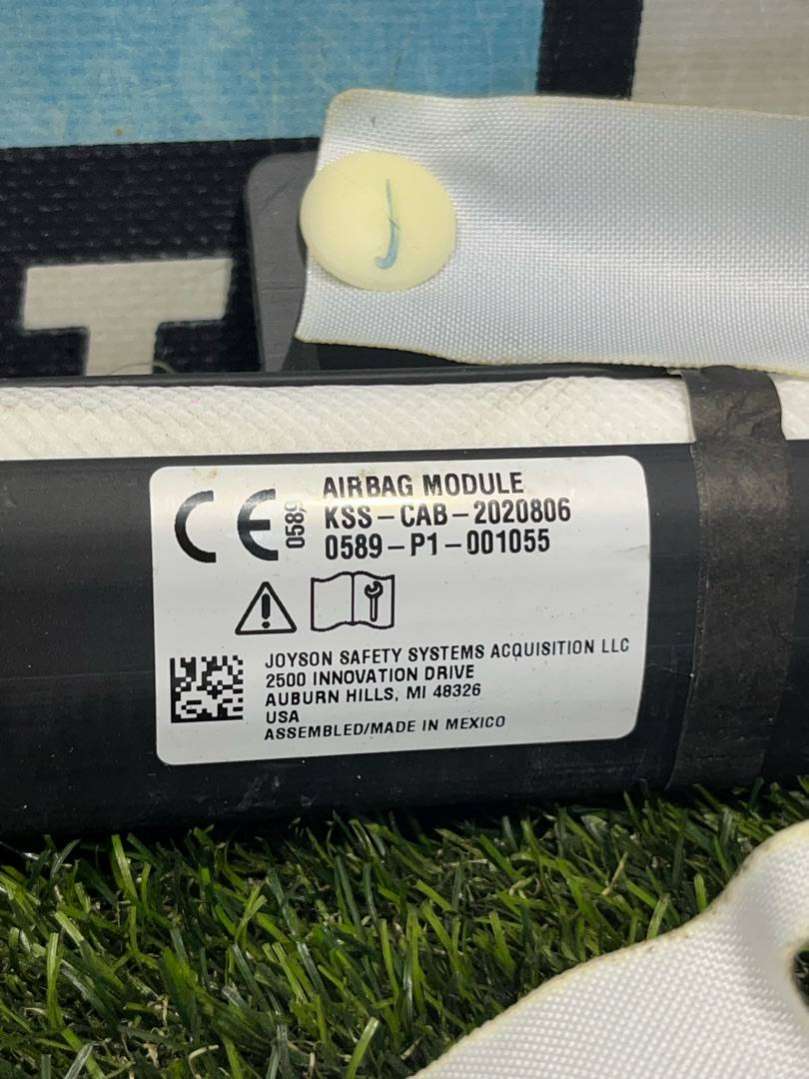 J
T
CE 0589
AIRBAG MODULE
KSS-CAB-2020806
0589-P1-001055
JOYSON SAFETY SYSTEMS ACQUISITION LLC
2500 INNOVATION DRIVE
AUBURN HILLS, MI 48326
USA
ASSEMBLED/MADE IN MEXICO